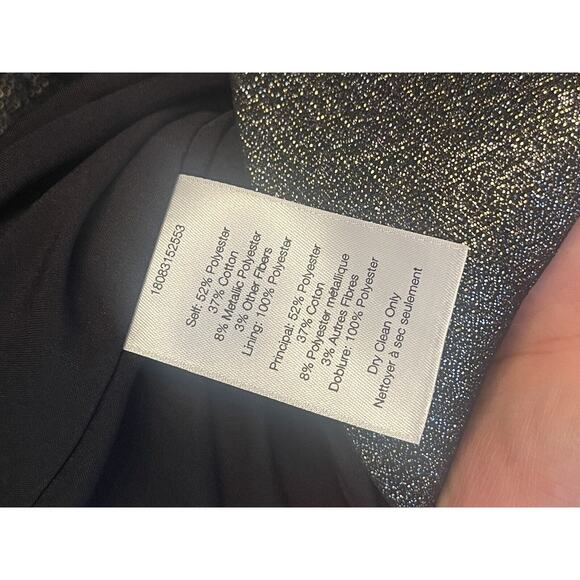 18083152553
Self: 52% Polyester
37% Cotton
8% Metallic Polyester
3% Other Fibers
Lining: 100% Polyester
Principal: 52% Polyester
37% Coton
8% Polyester métallique
3% Autres Fibres
Doblure: 100% Polyester
Dry Clean Only
Nettoyer à sec seulement